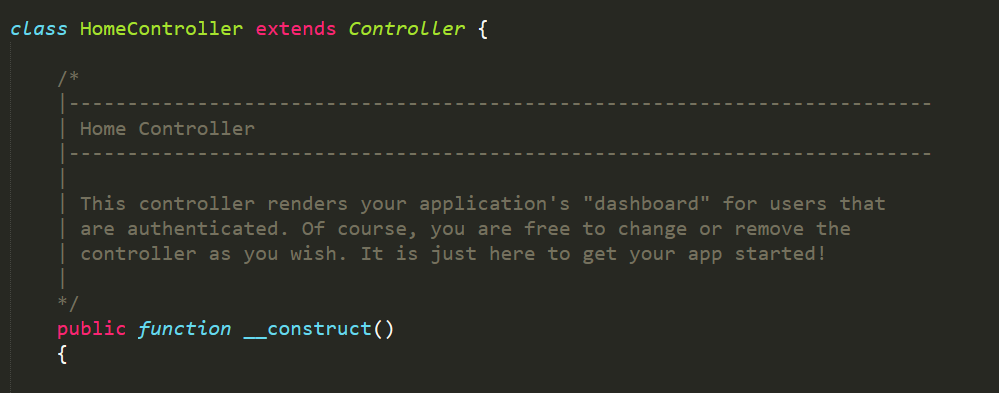 class HomeController extends Controller {
/*
|--------------------------------------------------------------------------
| Home Controller
|--------------------------------------------------------------------------
|
| This controller renders your application's "dashboard" for users that
| are authenticated. Of course, you are free to change or remove the
| controller as you wish. It is just here to get your app started!
|
*/
public function __construct()
{